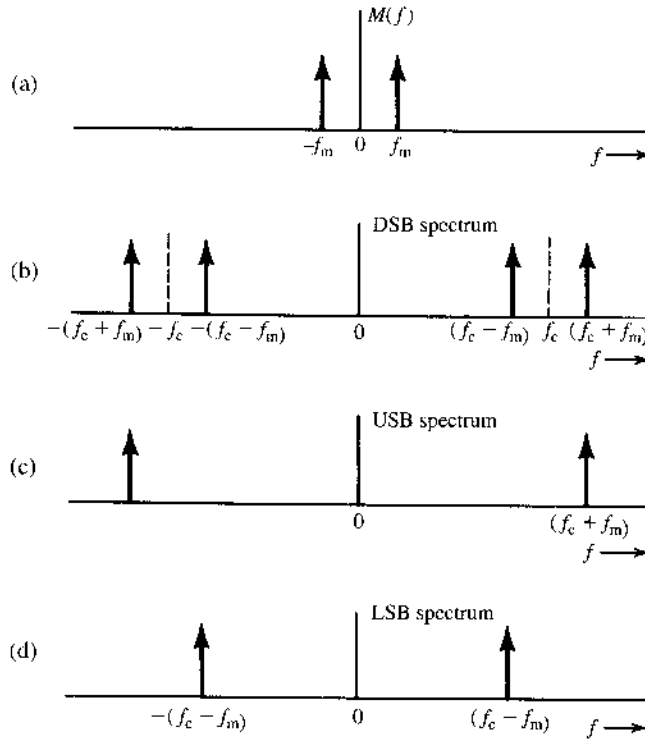 M(f)
(a)
−fm 0 fm
f
DSB spectrum
(b)
−(fc + fm) −fc −(fc − fm) 0 (fc − fm) fc (fc + fm)
f
USB spectrum
(c)
0 (fc + fm)
f
LSB spectrum
(d)
−(fc − fm) 0 (fc − fm)
f